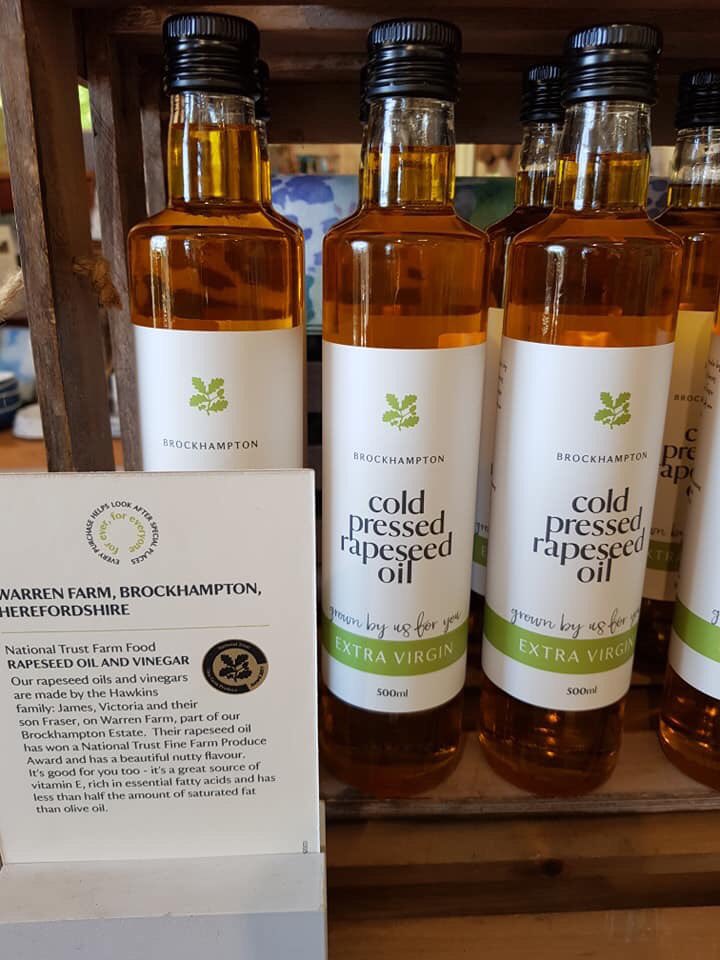 BROCKHAMPTON
BROCKHAMPTON
cold
pressed
rapeseed
oil
grown by us for you
EXTRA VIRGIN
500ml
BROCKHAMPTON
cold
pressed
rapeseed
oil
grown by us for you
EXTRA VIRGIN
500ml
EVERY PURCHASE HELPS LOOK AFTER SPECIAL PLACES
for ever, for everyone
WARREN FARM, BROCKHAMPTON,
HEREFORDSHIRE
National Trust Farm Food
RAPESEED OIL AND VINEGAR
Our rapeseed oils and vinegars
are made by the Hawkins
family: James, Victoria and their
son Fraser, on Warren Farm, part of our
Brockhampton Estate. Their rapeseed oil
has won a National Trust Fine Farm Produce
Award and has a beautiful nutty flavour.
It's good for you too - it's a great source of
vitamin E, rich in essential fatty acids and has
less than half the amount of saturated fat
than olive oil.